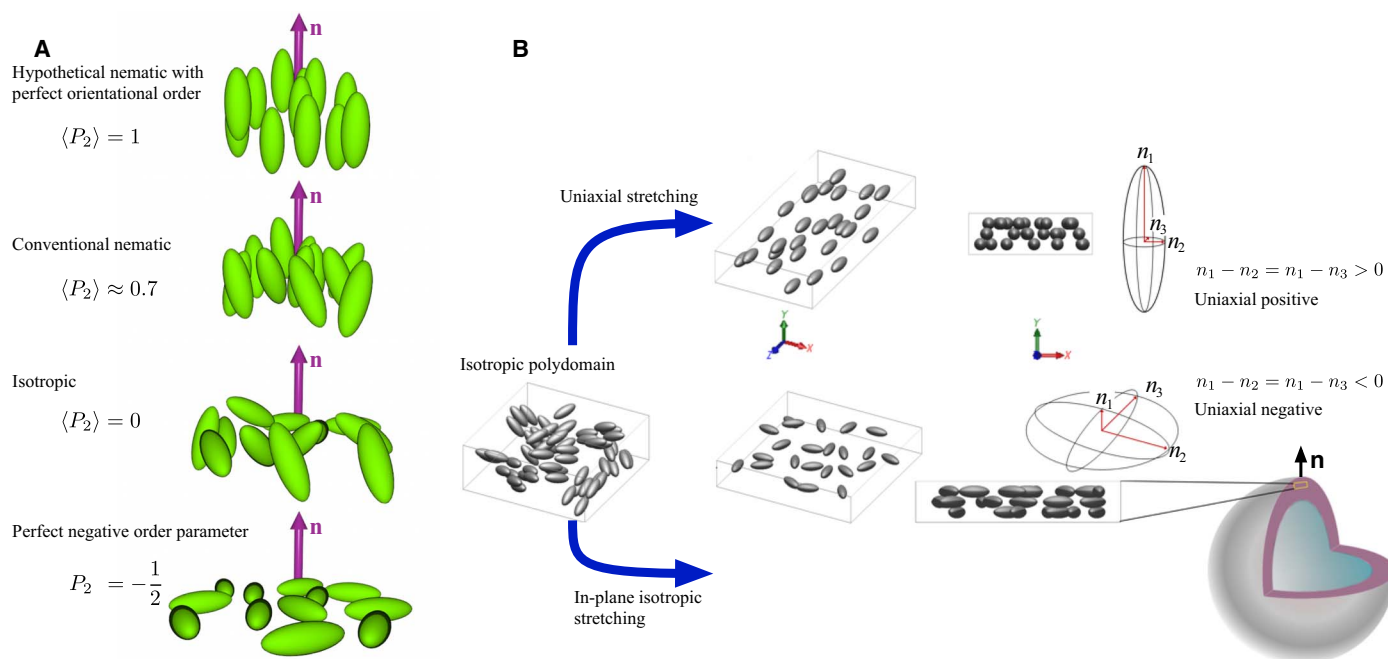 A
n
Hypothetical nematic with
perfect orientational order
⟨P₂⟩ = 1
n
Conventional nematic
⟨P₂⟩ ≈ 0.7
n
Isotropic
⟨P₂⟩ = 0
n
Perfect negative order parameter
P₂ = −1/2
B
Uniaxial stretching
n₁
n₃
n₂
n₁ − n₂ = n₁ − n₃ > 0
Uniaxial positive
Y
Z
X
Y
X
Isotropic polydomain
n₁ − n₂ = n₁ − n₃ < 0
Uniaxial negative
n₁
n₃
n₂
n
In-plane isotropic
stretching